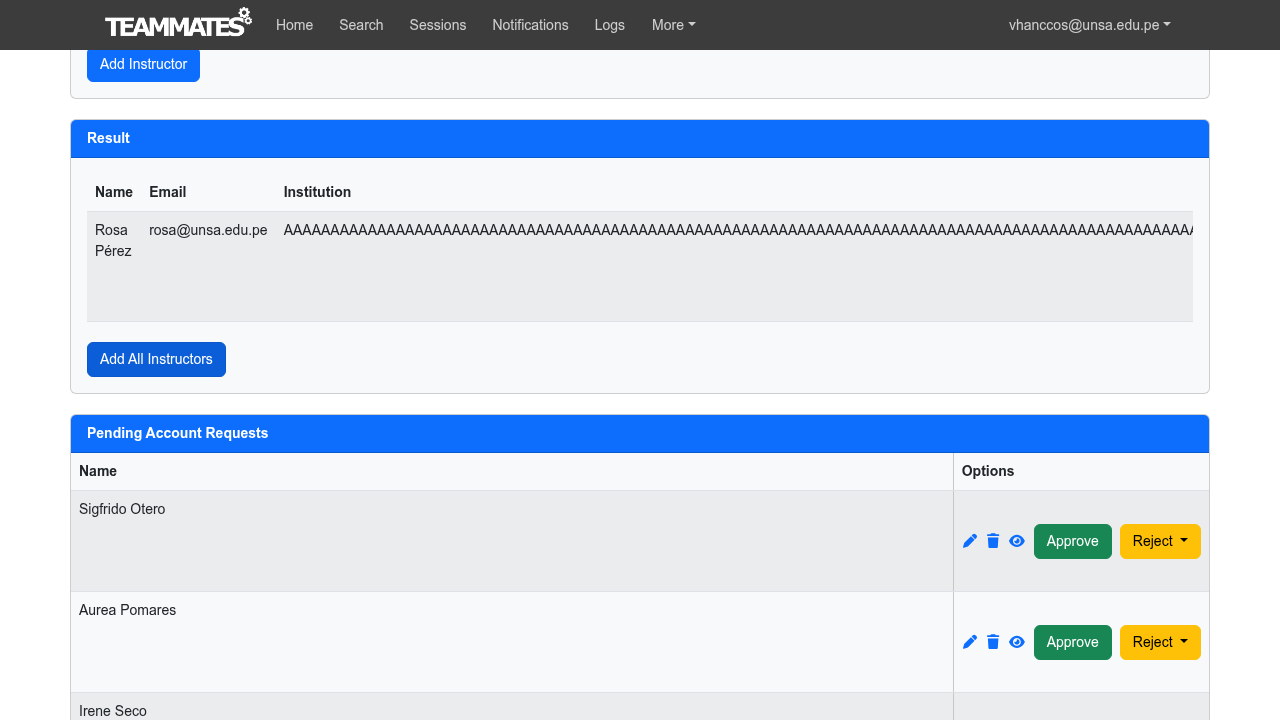 TEAMMATES Home Search Sessions Notifications Logs More vhanccos@unsa.edu.pe
Add Instructor
Result
Name Email Institution
Rosa Pérez rosa@unsa.edu.pe AAAAAAAAAAAAAAAAAAAAAAAAAAAAAAAAAAAAAAAAAAAAAAAAAAAAAAAAAAAAAAAAAAAAAAAAAAAAAAAAAAAAAAAAAAAAAAAAAA
Add All Instructors
Pending Account Requests
Name Options
Sigfrido Otero Approve Reject
Aurea Pomares Approve Reject
Irene Seco